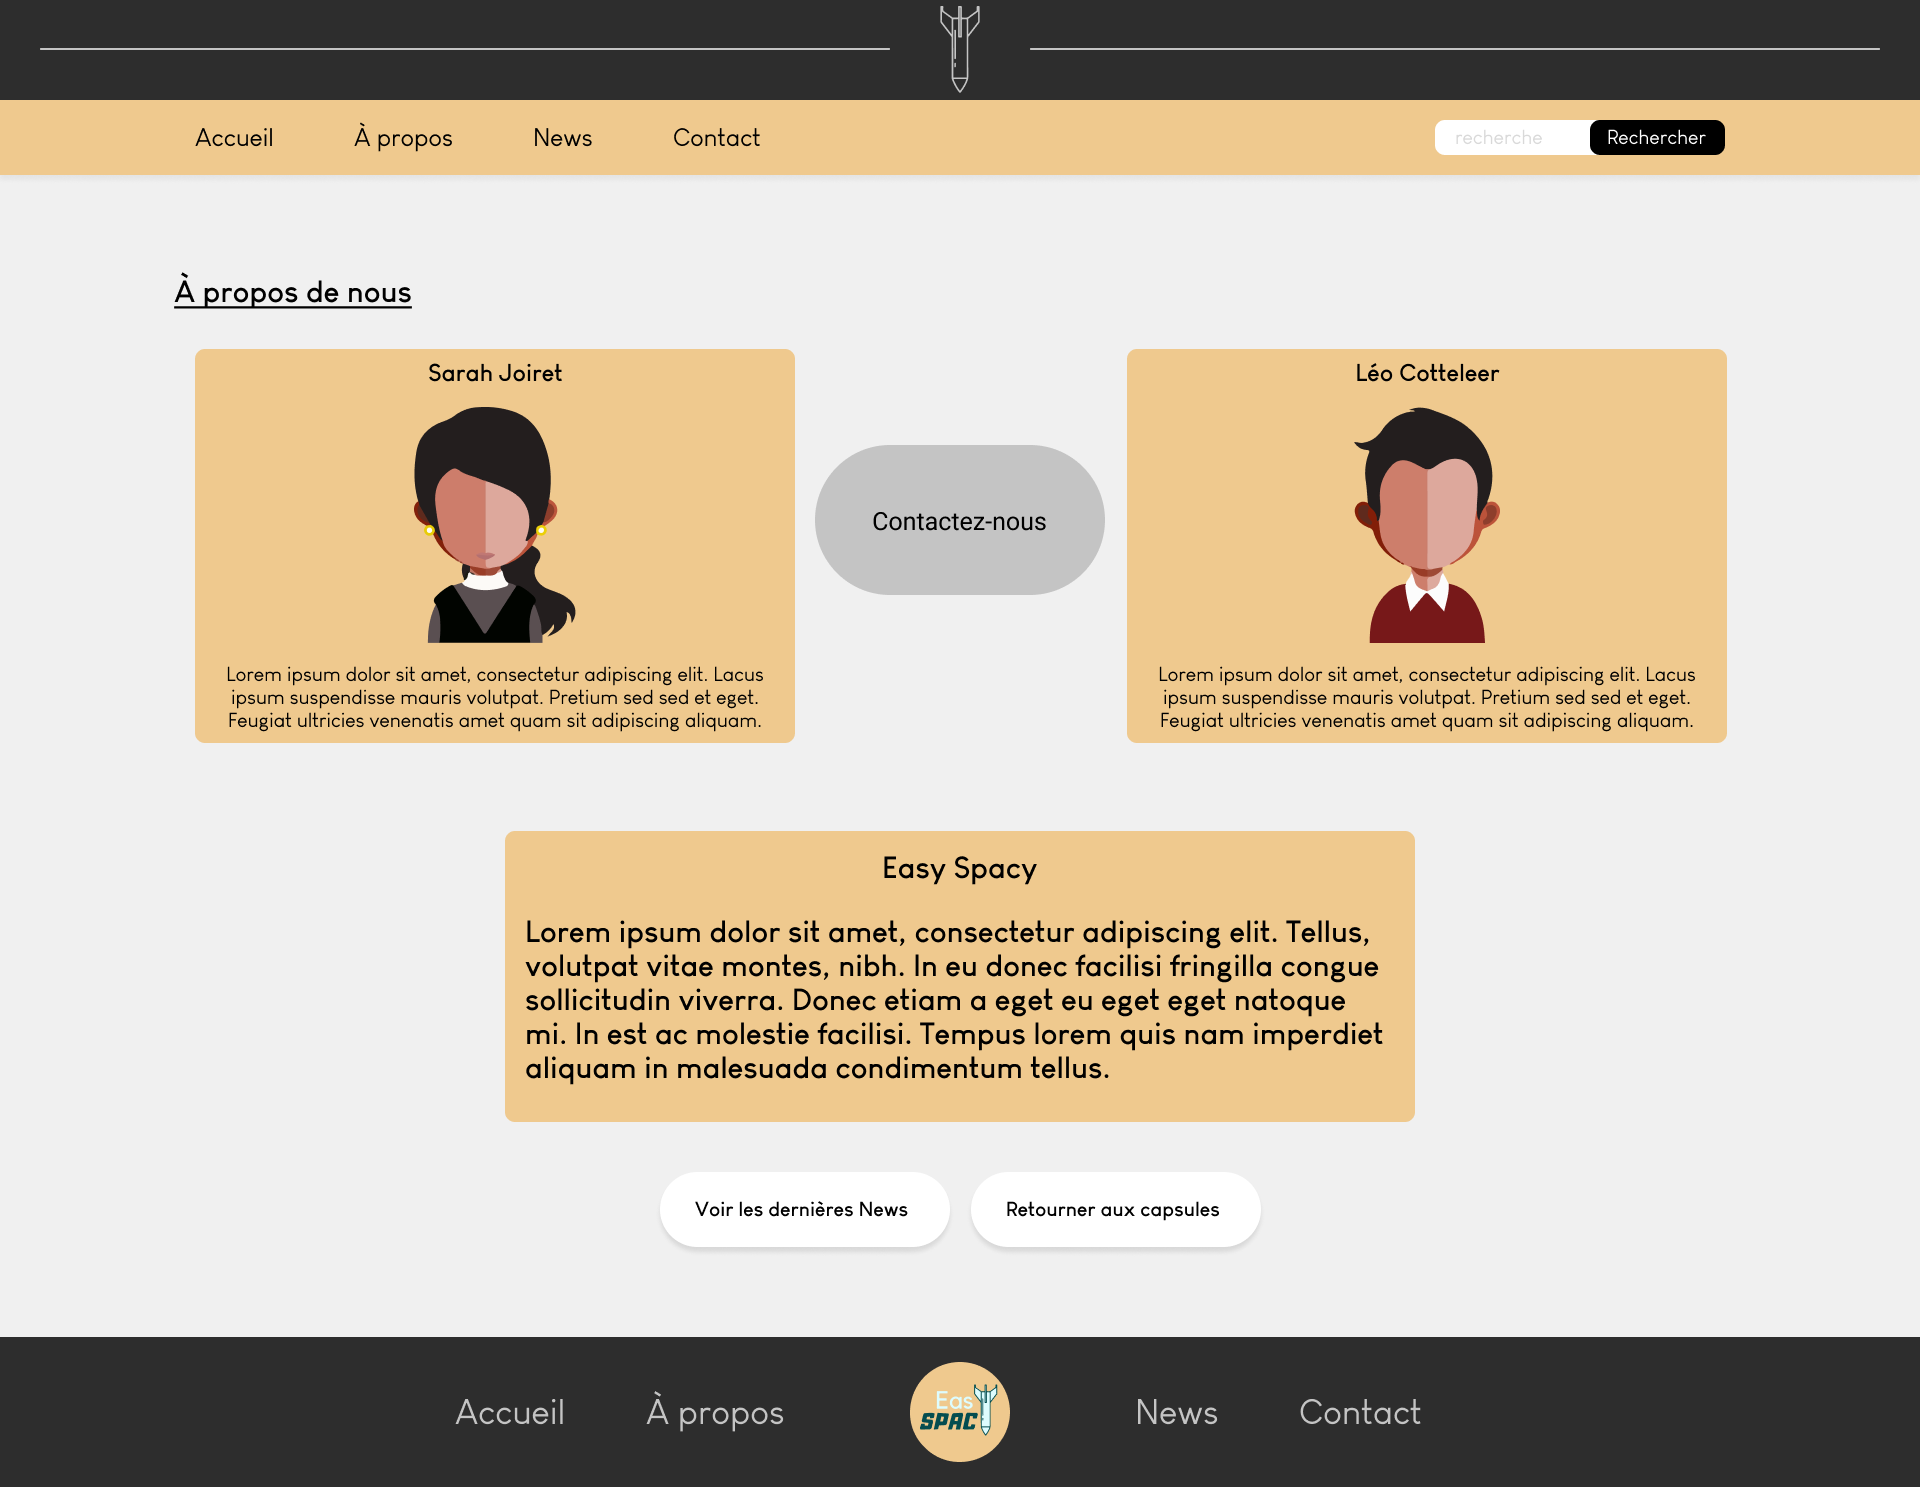 Accueil
À propos
News
Contact
recherche
Rechercher
À propos de nous
Sarah Joiret
Lorem ipsum dolor sit amet, consectetur adipiscing elit. Lacus
ipsum suspendisse mauris volutpat. Pretium sed sed et eget.
Feugiat ultricies venenatis amet quam sit adipiscing aliquam.
Contactez-nous
Léo Cotteleer
Lorem ipsum dolor sit amet, consectetur adipiscing elit. Lacus
ipsum suspendisse mauris volutpat. Pretium sed sed et eget.
Feugiat ultricies venenatis amet quam sit adipiscing aliquam.
Easy Spacy
Lorem ipsum dolor sit amet, consectetur adipiscing elit. Tellus,
volutpat vitae montes, nibh. In eu donec facilisi fringilla congue
sollicitudin viverra. Donec etiam a eget eu eget eget natoque
mi. In est ac molestie facilisi. Tempus lorem quis nam imperdiet
aliquam in malesuada condimentum tellus.
Voir les dernières News
Retourner aux capsules
Accueil
À propos
Eas
SPAC
News
Contact